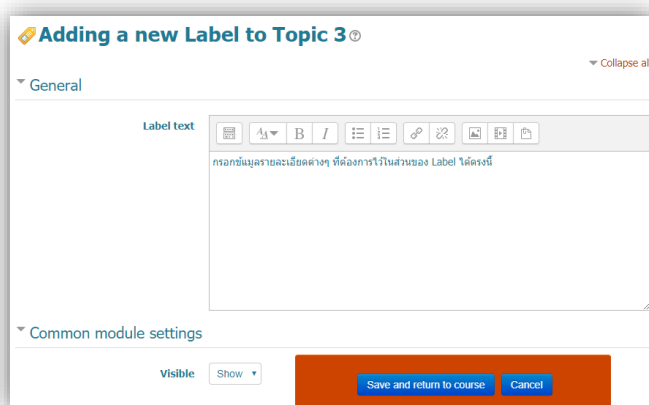 Adding a new Label to Topic 3
Collapse al
General
Label text
B I
กรอกข้อมูลรายละเอียดต่างๆ ที่ต้องการไว้ในส่วนของ Label ได้ตรงนี้
Common module settings
Visible
Show
Save and return to course
Cancel